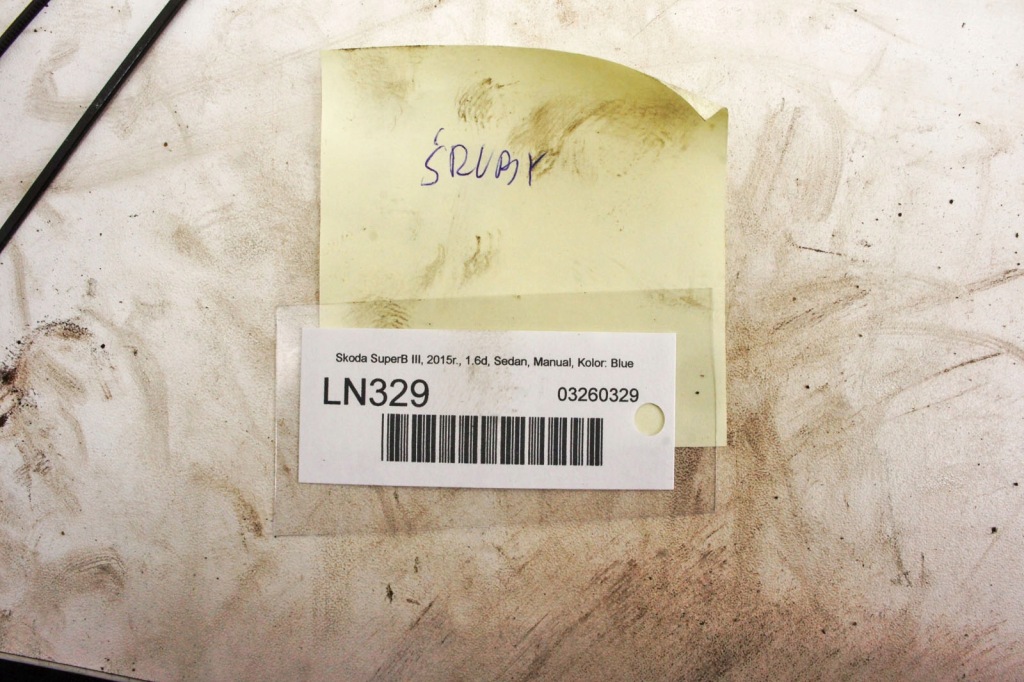 ŚRUBY
Skoda SuperB III, 2015r., 1.6d, Sedan, Manual, Kolor: Blue
LN329 03260329